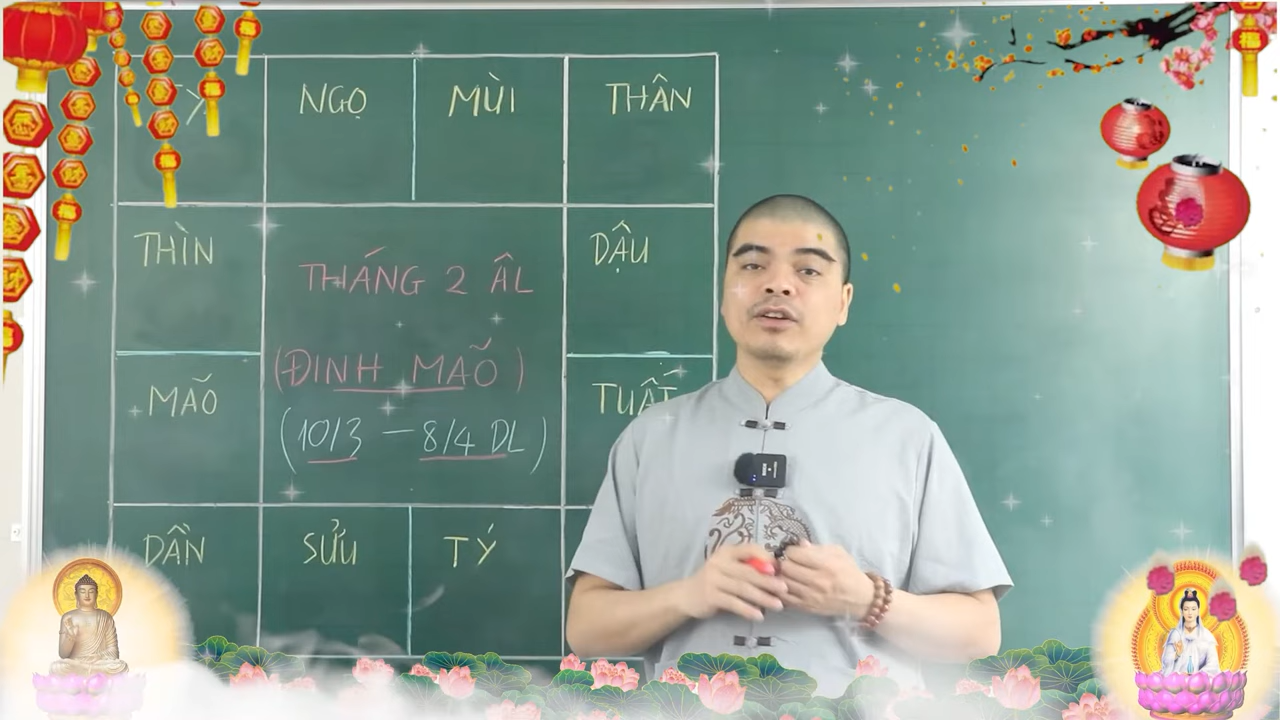 NGỌ
MÙI
THÂN
THÌN
DẬU
THÁNG 2 ÂL
(ĐINH MAÕ)
MÃO
TUẤT
(10/3 — 8/4 DL)
DẦN
SỬU
TÝ